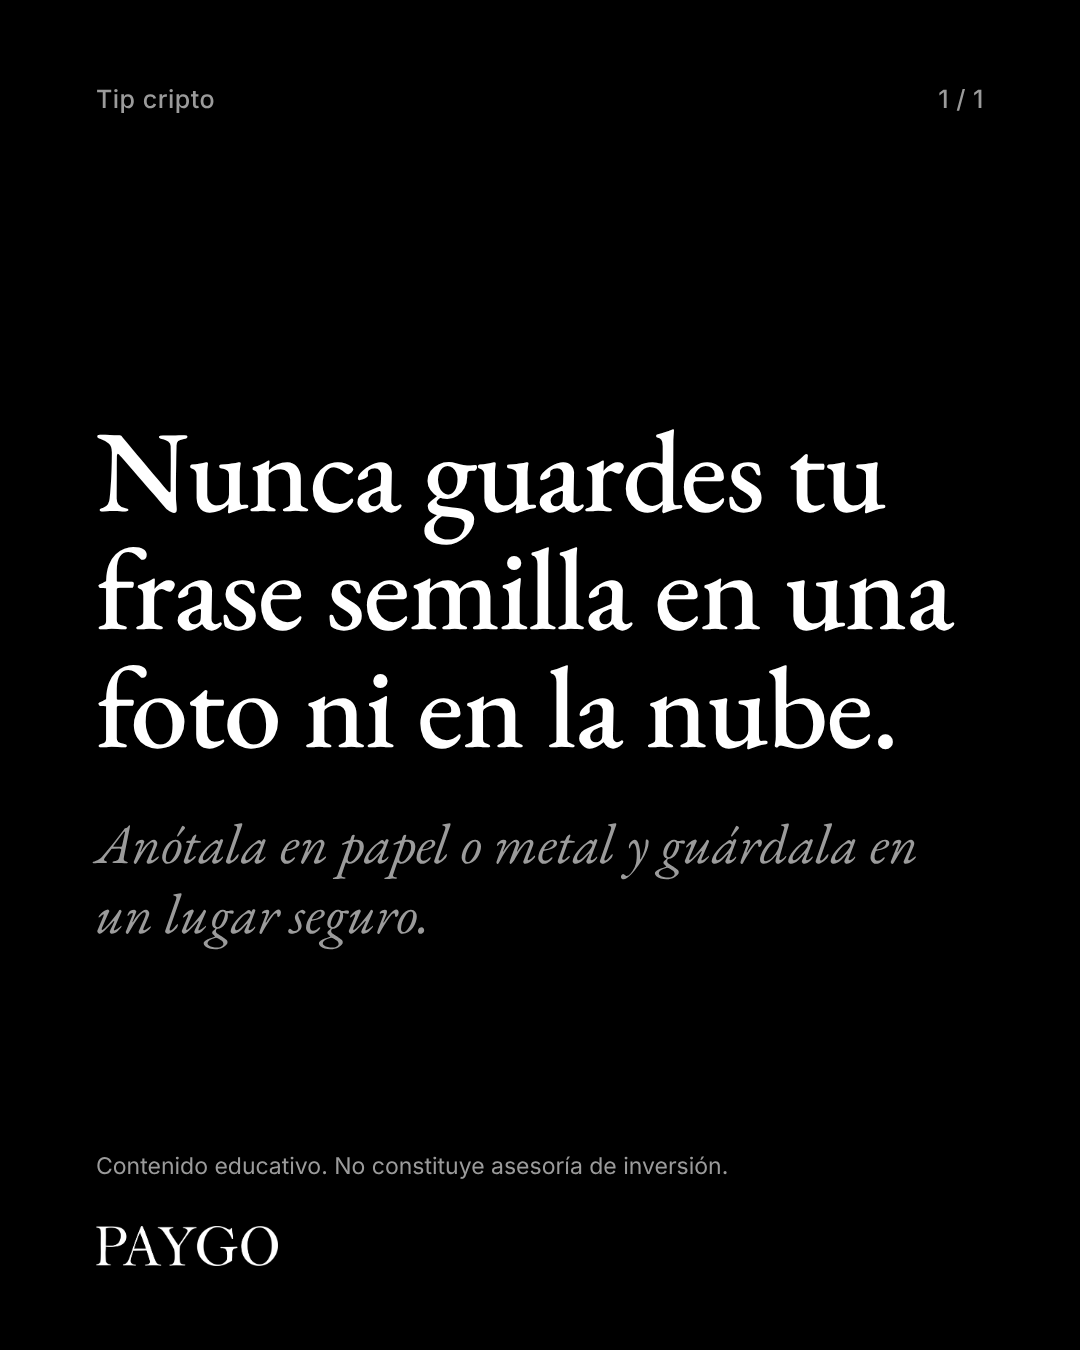 Tip cripto
1 / 1
Nunca guardes tu
frase semilla en una
foto ni en la nube.
Anótala en papel o metal y guárdala en
un lugar seguro.
Contenido educativo. No constituye asesoría de inversión.
PAYGO